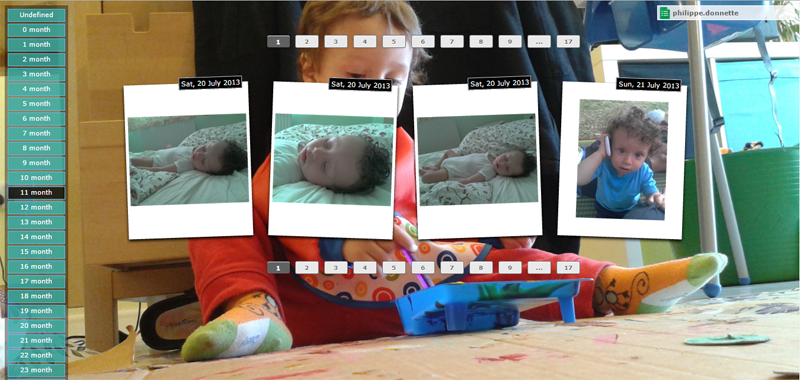 Undefined
0 month
1 month
2 month
3 month
4 month
5 month
6 month
7 month
8 month
9 month
10 month
11 month
12 month
13 month
14 month
15 month
16 month
17 month
18 month
19 month
20 month
21 month
22 month
23 month
philippe.donnette
1 2 3 4 5 6 7 8 9 ... 17
Sat, 20 July 2013
Sat, 20 July 2013
Sat, 20 July 2013
Sun, 21 July 2013
1 2 3 4 5 6 7 8 9 ... 17